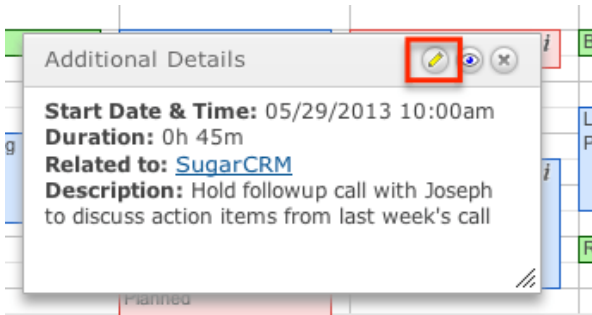 Additional Details
i
B
Start Date & Time: 05/29/2013 10:00am
Duration: 0h 45m
L
g
P
Related to: SugarCRM
i
Description: Hold followup call with Joseph
to discuss action items from last week's call
R
Planned